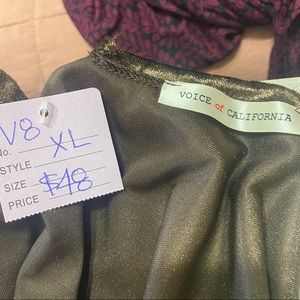 V8
No.
XL
STYLE
SIZE
PRICE $48
VOICE of CALIFORNIA